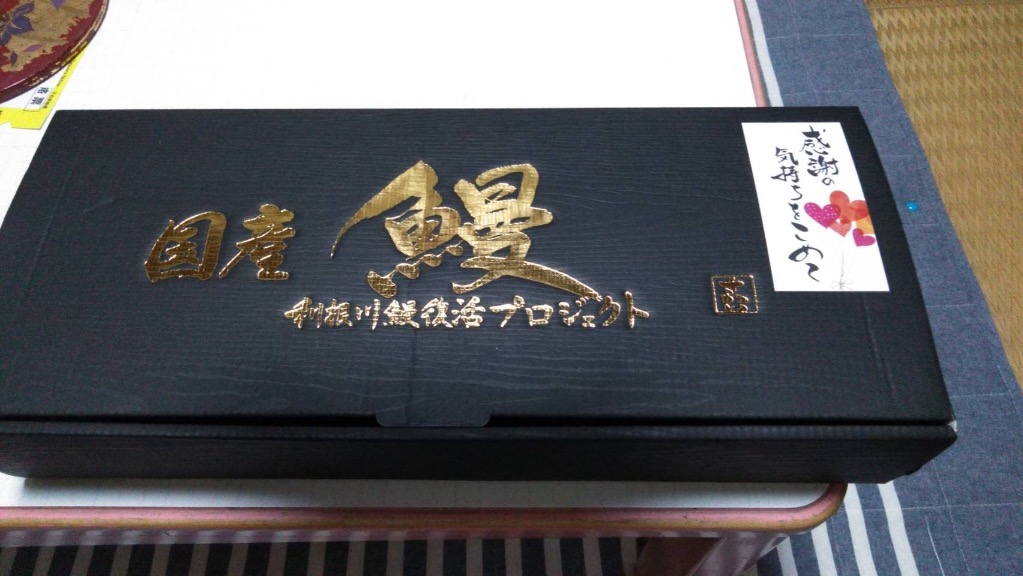 国産 鰻
利根川鰻復活プロジェクト
感謝の
気持ちをこめて